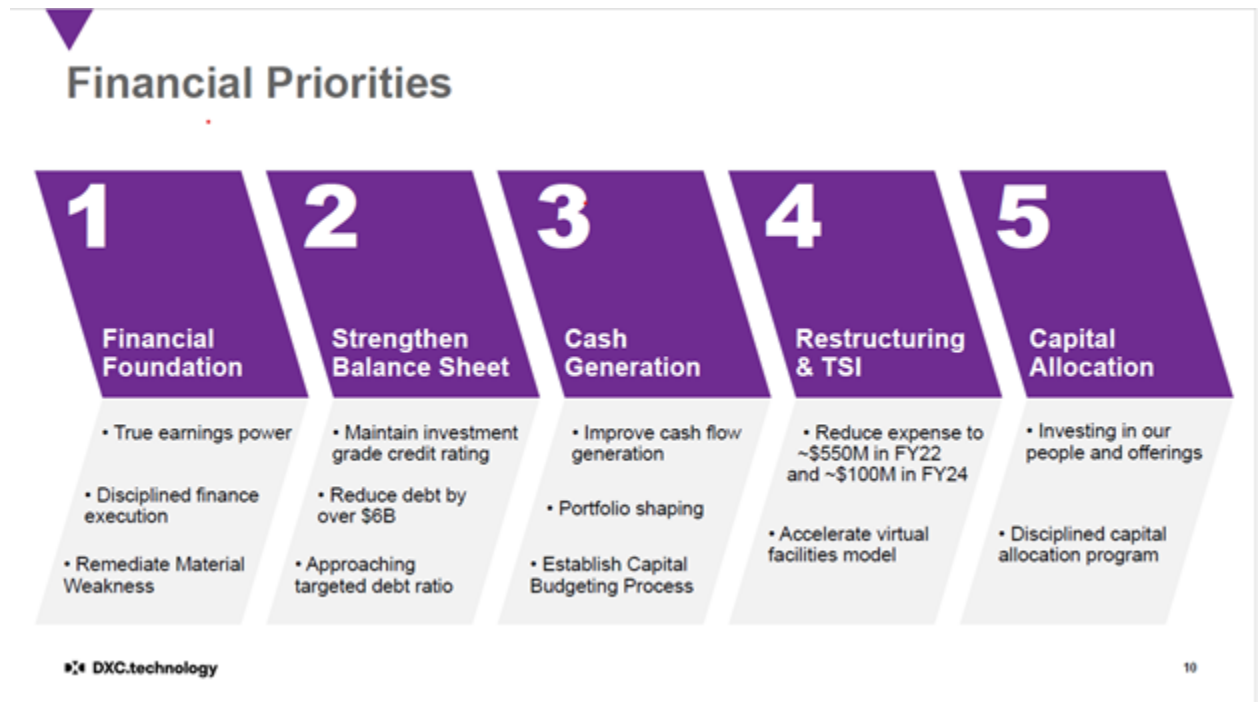 Financial Priorities
1
Financial
Foundation
• True earnings power
• Disciplined finance
execution
• Remediate Material
Weakness
2
Strengthen
Balance Sheet
• Maintain investment
grade credit rating
• Reduce debt by
over $6B
• Approaching
targeted debt ratio
3
Cash
Generation
• Improve cash flow
generation
• Portfolio shaping
• Establish Capital
Budgeting Process
4
Restructuring
& TSI
• Reduce expense to
~$550M in FY22
and ~$100M in FY24
• Accelerate virtual
facilities model
5
Capital
Allocation
• Investing in our
people and offerings
• Disciplined capital
allocation program
DXC.technology
10